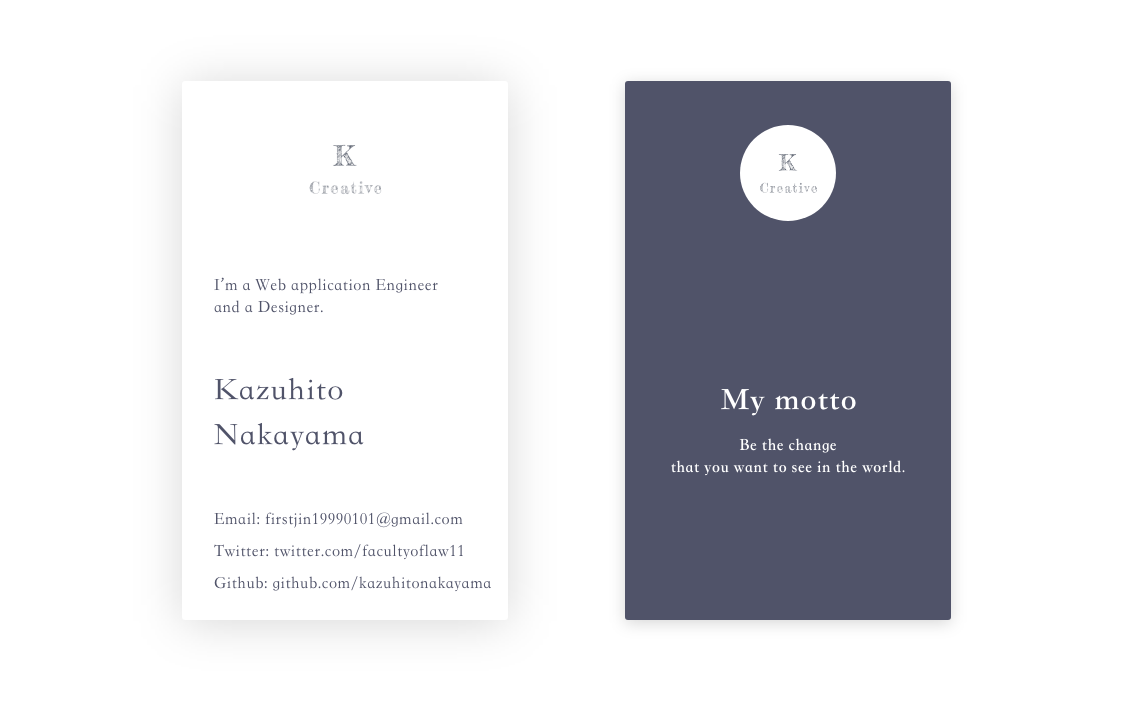 K
Creative
I'm a Web application Engineer
and a Designer.
Kazuhito
Nakayama
Email: firstjin19990101@gmail.com
Twitter: twitter.com/facultyoflaw11
Github: github.com/kazuhitonakayama
K
Creative
My motto
Be the change
that you want to see in the world.